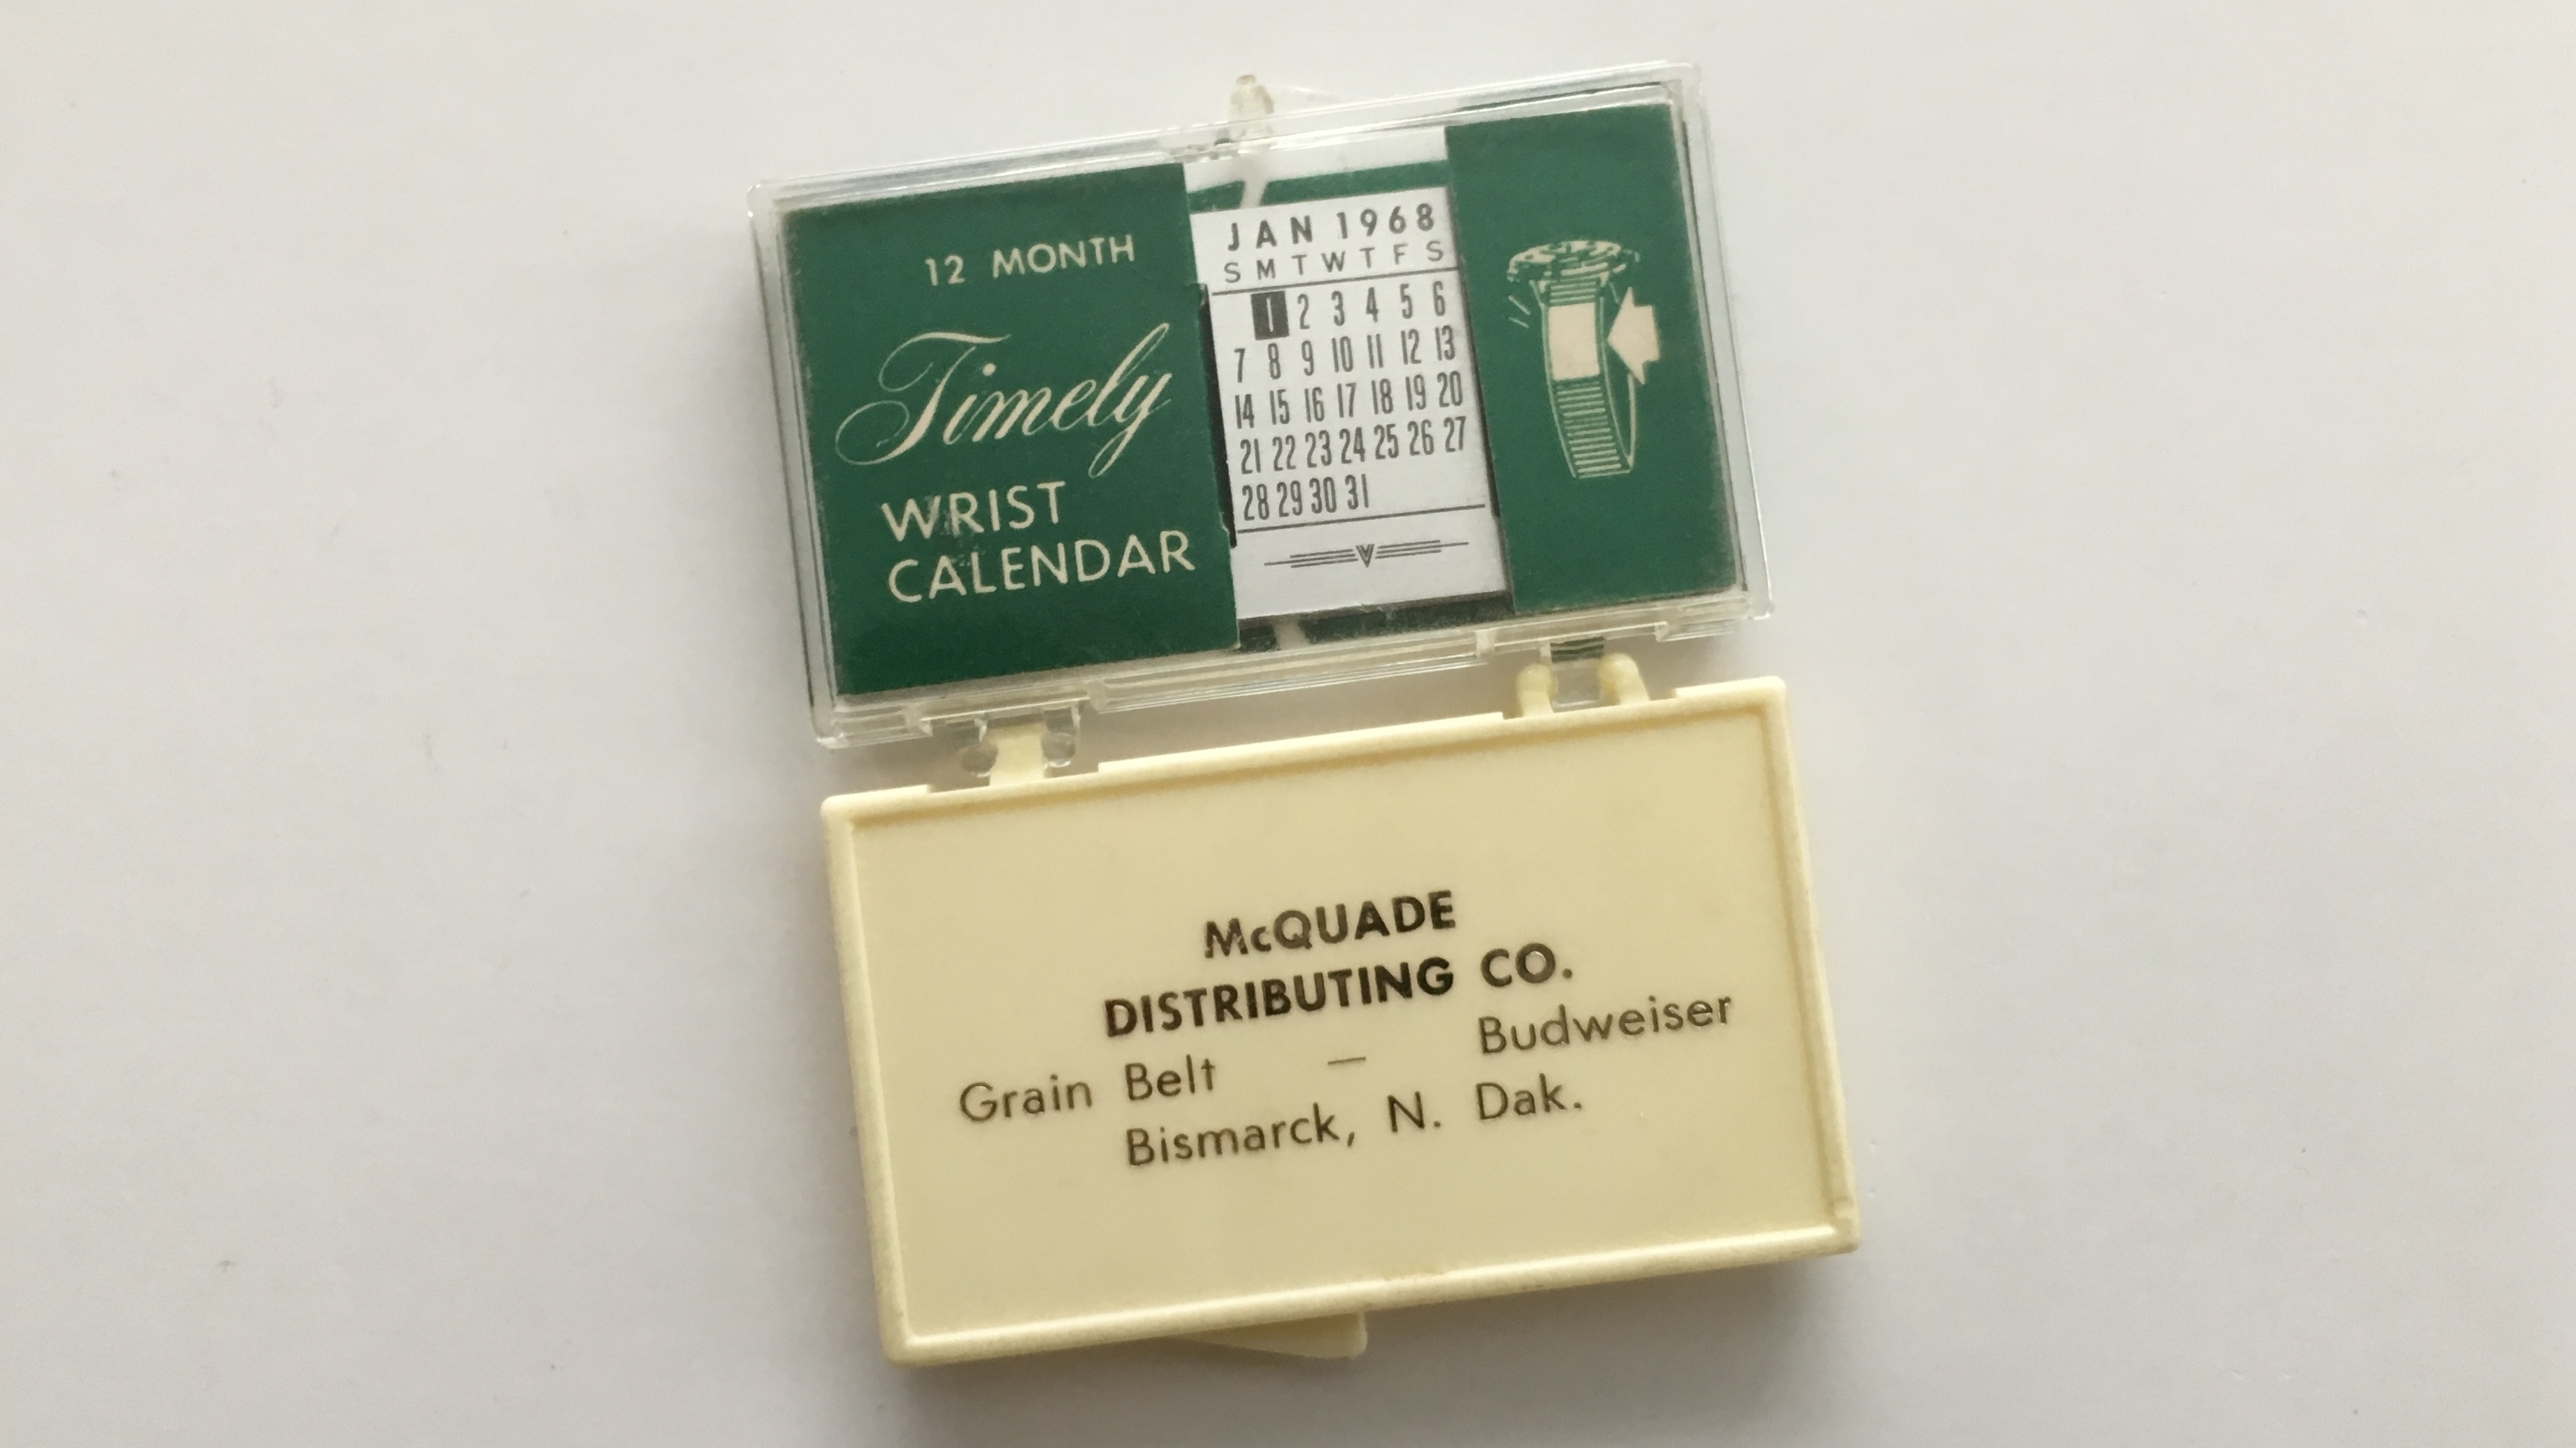 12 MONTH
Timely
WRIST
CALENDAR
JAN 1968
S M T W T F S
1 2 3 4 5 6
7 8 9 10 11 12 13
14 15 16 17 18 19 20
21 22 23 24 25 26 27
28 29 30 31
McQUADE
DISTRIBUTING CO.
Grain Belt — Budweiser
Bismarck, N. Dak.